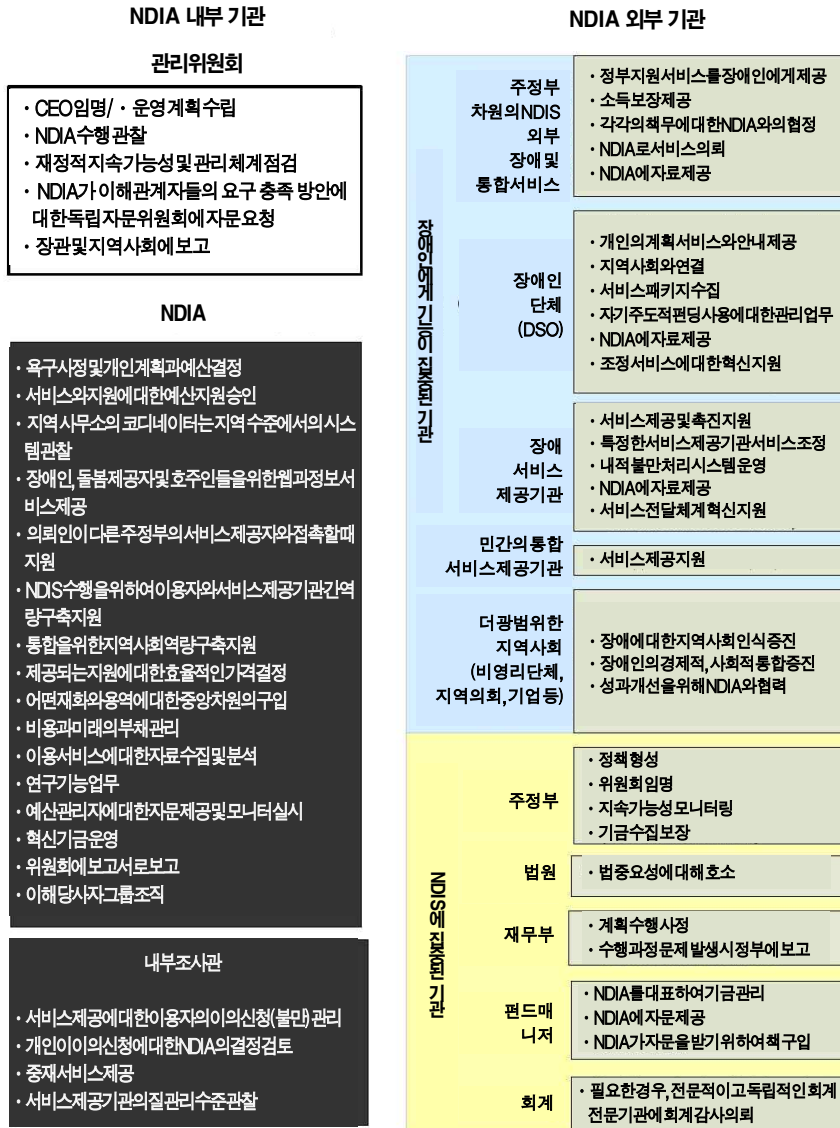 NDIA 내부 기관
관리위원회
· CEO임명/ · 운영계획수립
· NDIA수행관찰
· 재정적지속가능성및관리체계점검
· NDIA가 이해관계자들의 요구 충족 방안에
대한독립자문위원회에자문요청
· 장관및지역사회에보고
NDIA
· 욕구사정및개인계획과예산결정
· 서비스와지원에대한예산지원승인
· 지역사무소의 코디네이터는 지역 수준에서의 시스
템관찰
· 장애인, 돌봄제공자및호주인들을위한웹과정보서
비스제공
· 의뢰인이 다른 주정부의 서비스 제공자와접촉할때
지원
· NDIS수행을위하여이용자와서비스제공기관간역
량구축지원
· 통합을위한지역사회역량구축지원
· 제공되는지원에대한효율적인가격결정
· 어떤재화와용역에대한중앙차원의구입
· 비용과미래의부채관리
· 이용서비스에대한자료수집및분석
· 연구기능업무
· 예산관리자에대한자문제공및모니터실시
· 혁신기금운영
· 위원회에보고서로보고
· 이해당사자그룹조직
내부조사관
· 서비스제공에대한이용자의이의신청(불만)관리
· 개인이이의신청에대한NDIA의결정검토
· 중재서비스제공
· 서비스제공기관의질관리수준관찰
NDIA 외부 기관
장애인에게 기능이 집중된 기관
주정부
차원의NDIS
외부
장애및
통합서비스
· 정부지원서비스를장애인에게제공
· 소득보장제공
· 각각의책무에대한NDIA와의협정
· NDIA로서비스의뢰
· NDIA에자료제공
장애인
단체
(DSO)
· 개인의계획서비스와안내제공
· 지역사회와연결
· 서비스패키지수집
· 자기주도적펀딩사용에대한관리업무
· NDIA에자료제공
· 조정서비스에대한혁신지원
장애
서비스
제공기관
· 서비스제공및촉진지원
· 특정한서비스제공기관서비스조정
· 내적불만처리시스템운영
· NDIA에자료제공
· 서비스전달체계혁신지원
민간의통합
서비스제공기관
· 서비스제공지원
더광범위한
지역사회
(비영리단체,
지역의회,기업등)
· 장애에대한지역사회인식증진
· 장애인의경제적,사회적통합증진
· 성과개선을위해NDIA와협력
NDIS에 집중된 기관
주정부
· 정책형성
· 위원회임명
· 지속가능성모니터링
· 기금수집보장
법원
· 법중요성에대해호소
재무부
· 계획수행사정
· 수행과정문제발생시정부에보고
펀드매
니저
· NDIA를대표하여기금관리
· NDIA에자문제공
· NDIA가자문을받기위하여책구입
회계
· 필요한경우,전문적이고독립적인회계
전문기관에회계감사의뢰